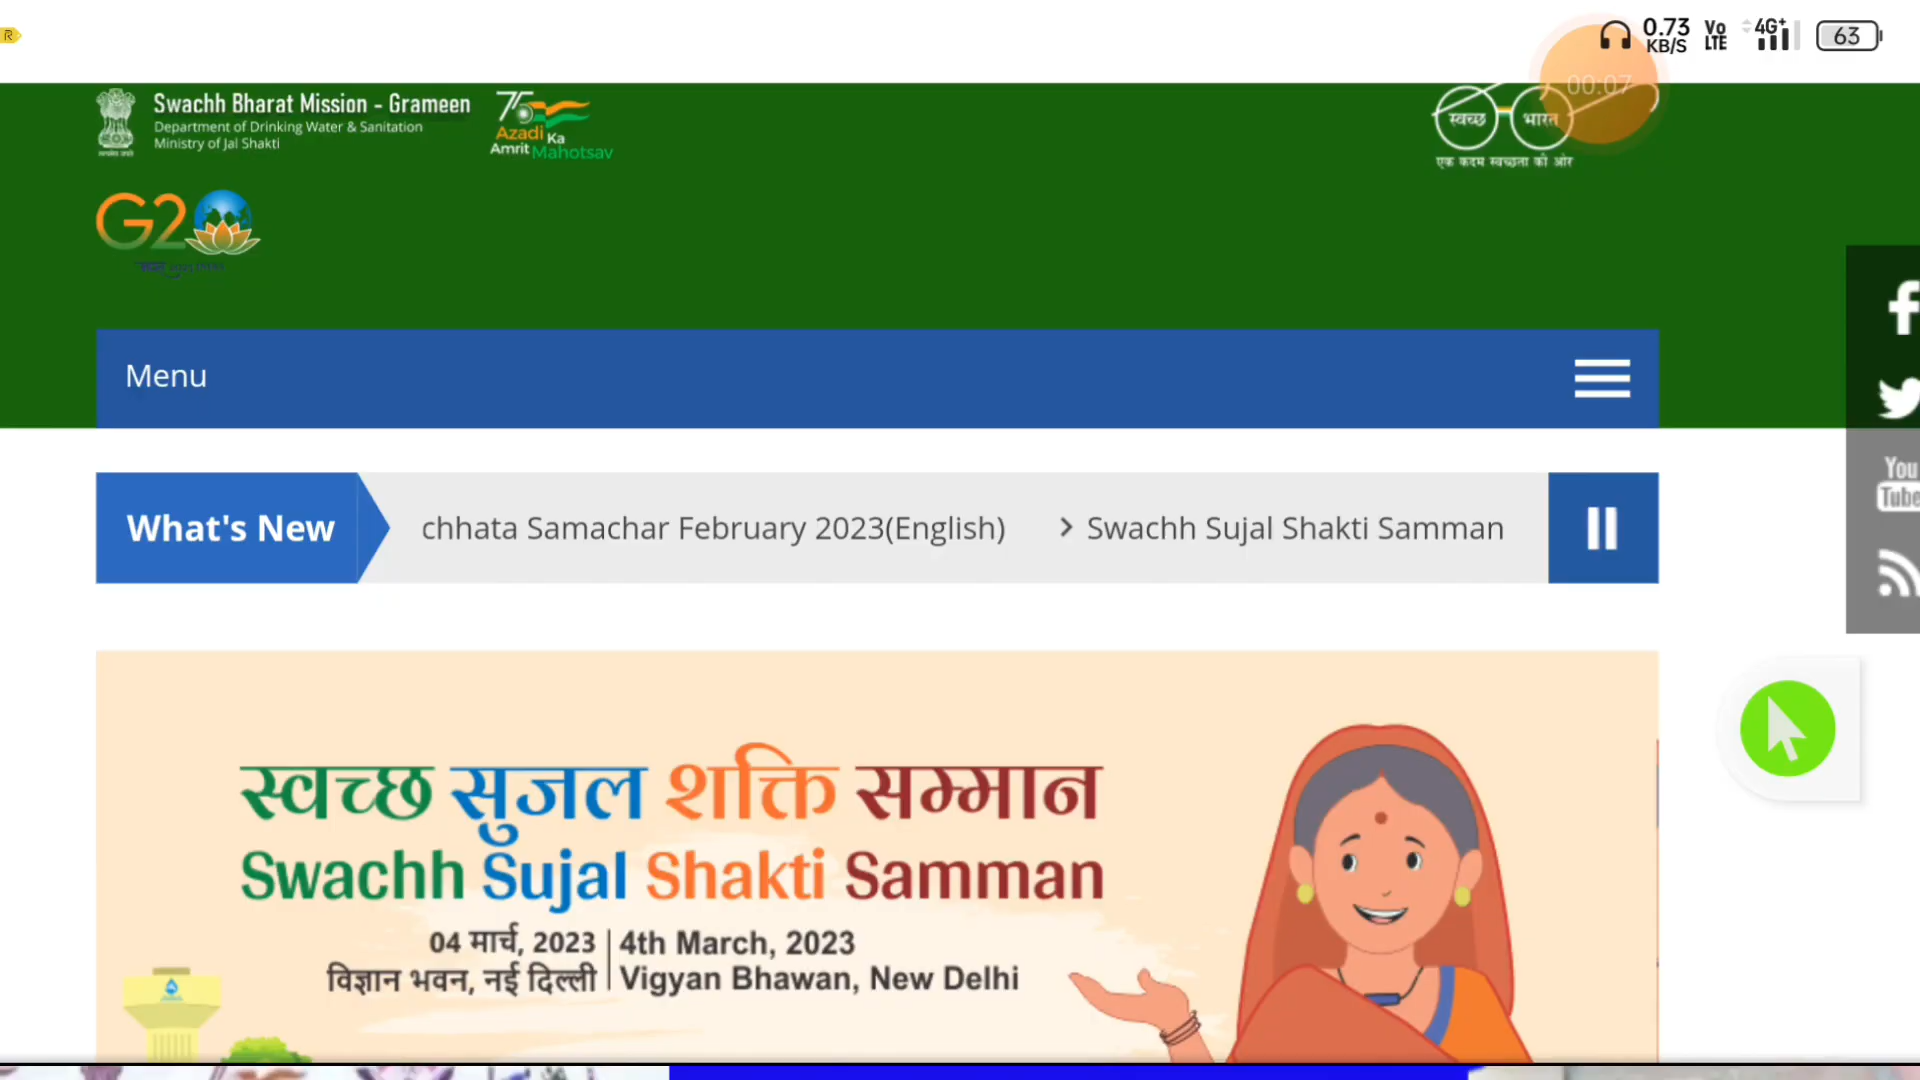 R
0.73
KB/S
Vo
LTE
4G+
63
00:07
Swachh Bharat Mission - Grameen
Department of Drinking Water & Sanitation
Ministry of Jal Shakti
75
Azadi Ka
Amrit Mahotsav
स्वच्छ भारत
एक कदम स्वच्छता की ओर
G20
Menu
What's New
chhata Samachar February 2023(English)
Swachh Sujal Shakti Samman
You
Tube
स्वच्छ सुजल शक्ति सम्मान
Swachh Sujal Shakti Samman
04 मार्च, 2023
4th March, 2023
विज्ञान भवन, नई दिल्ली
Vigyan Bhawan, New Delhi